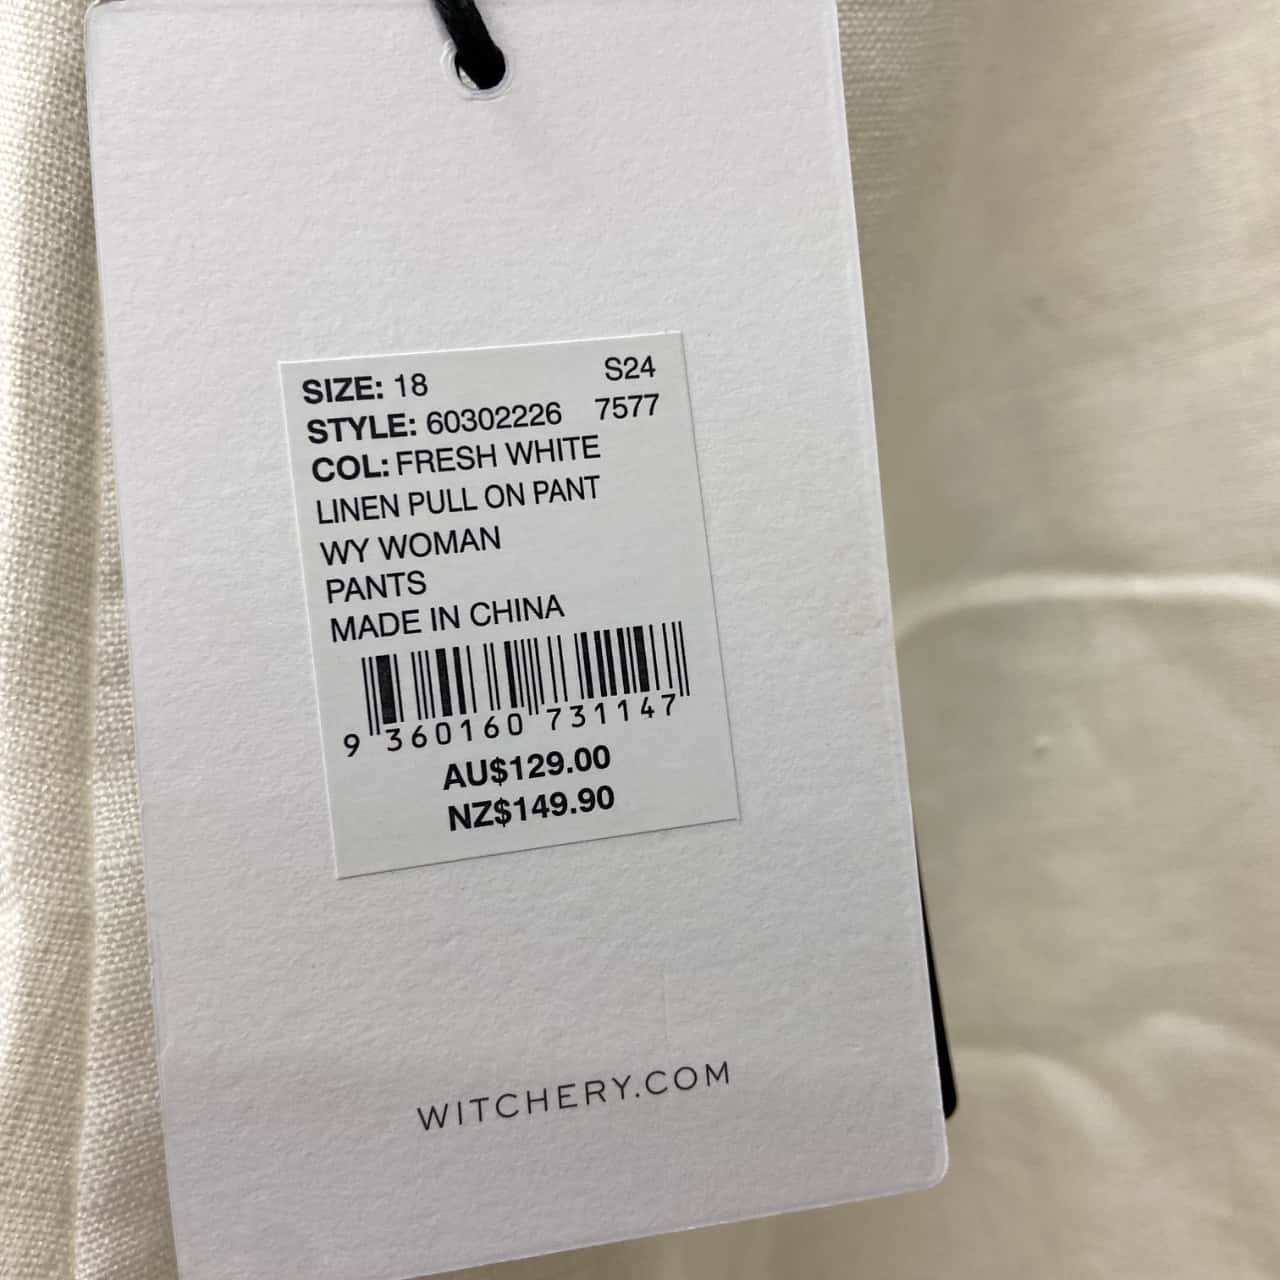 SIZE: 18 S24
STYLE: 60302226 7577
COL: FRESH WHITE
LINEN PULL ON PANT
WY WOMAN
PANTS
MADE IN CHINA
9 360160 731147
AU$129.00
NZ$149.90
WITCHERY.COM